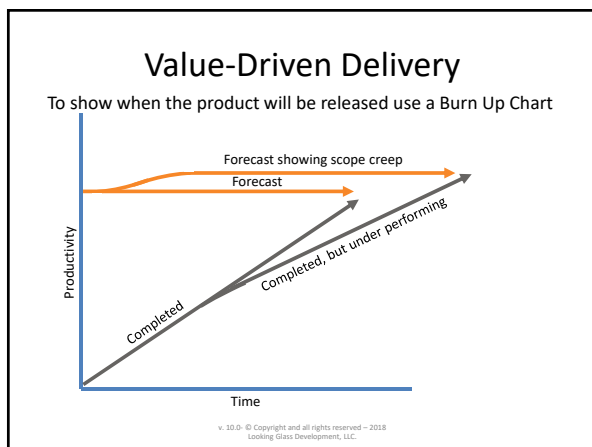 Value-Driven Delivery
To show when the product will be released use a Burn Up Chart
Forecast showing scope creep
Forecast
Completed, but under performing
Completed
Productivity
Time
v. 10.0- © Copyright and all rights reserved – 2018
Looking Glass Development, LLC.